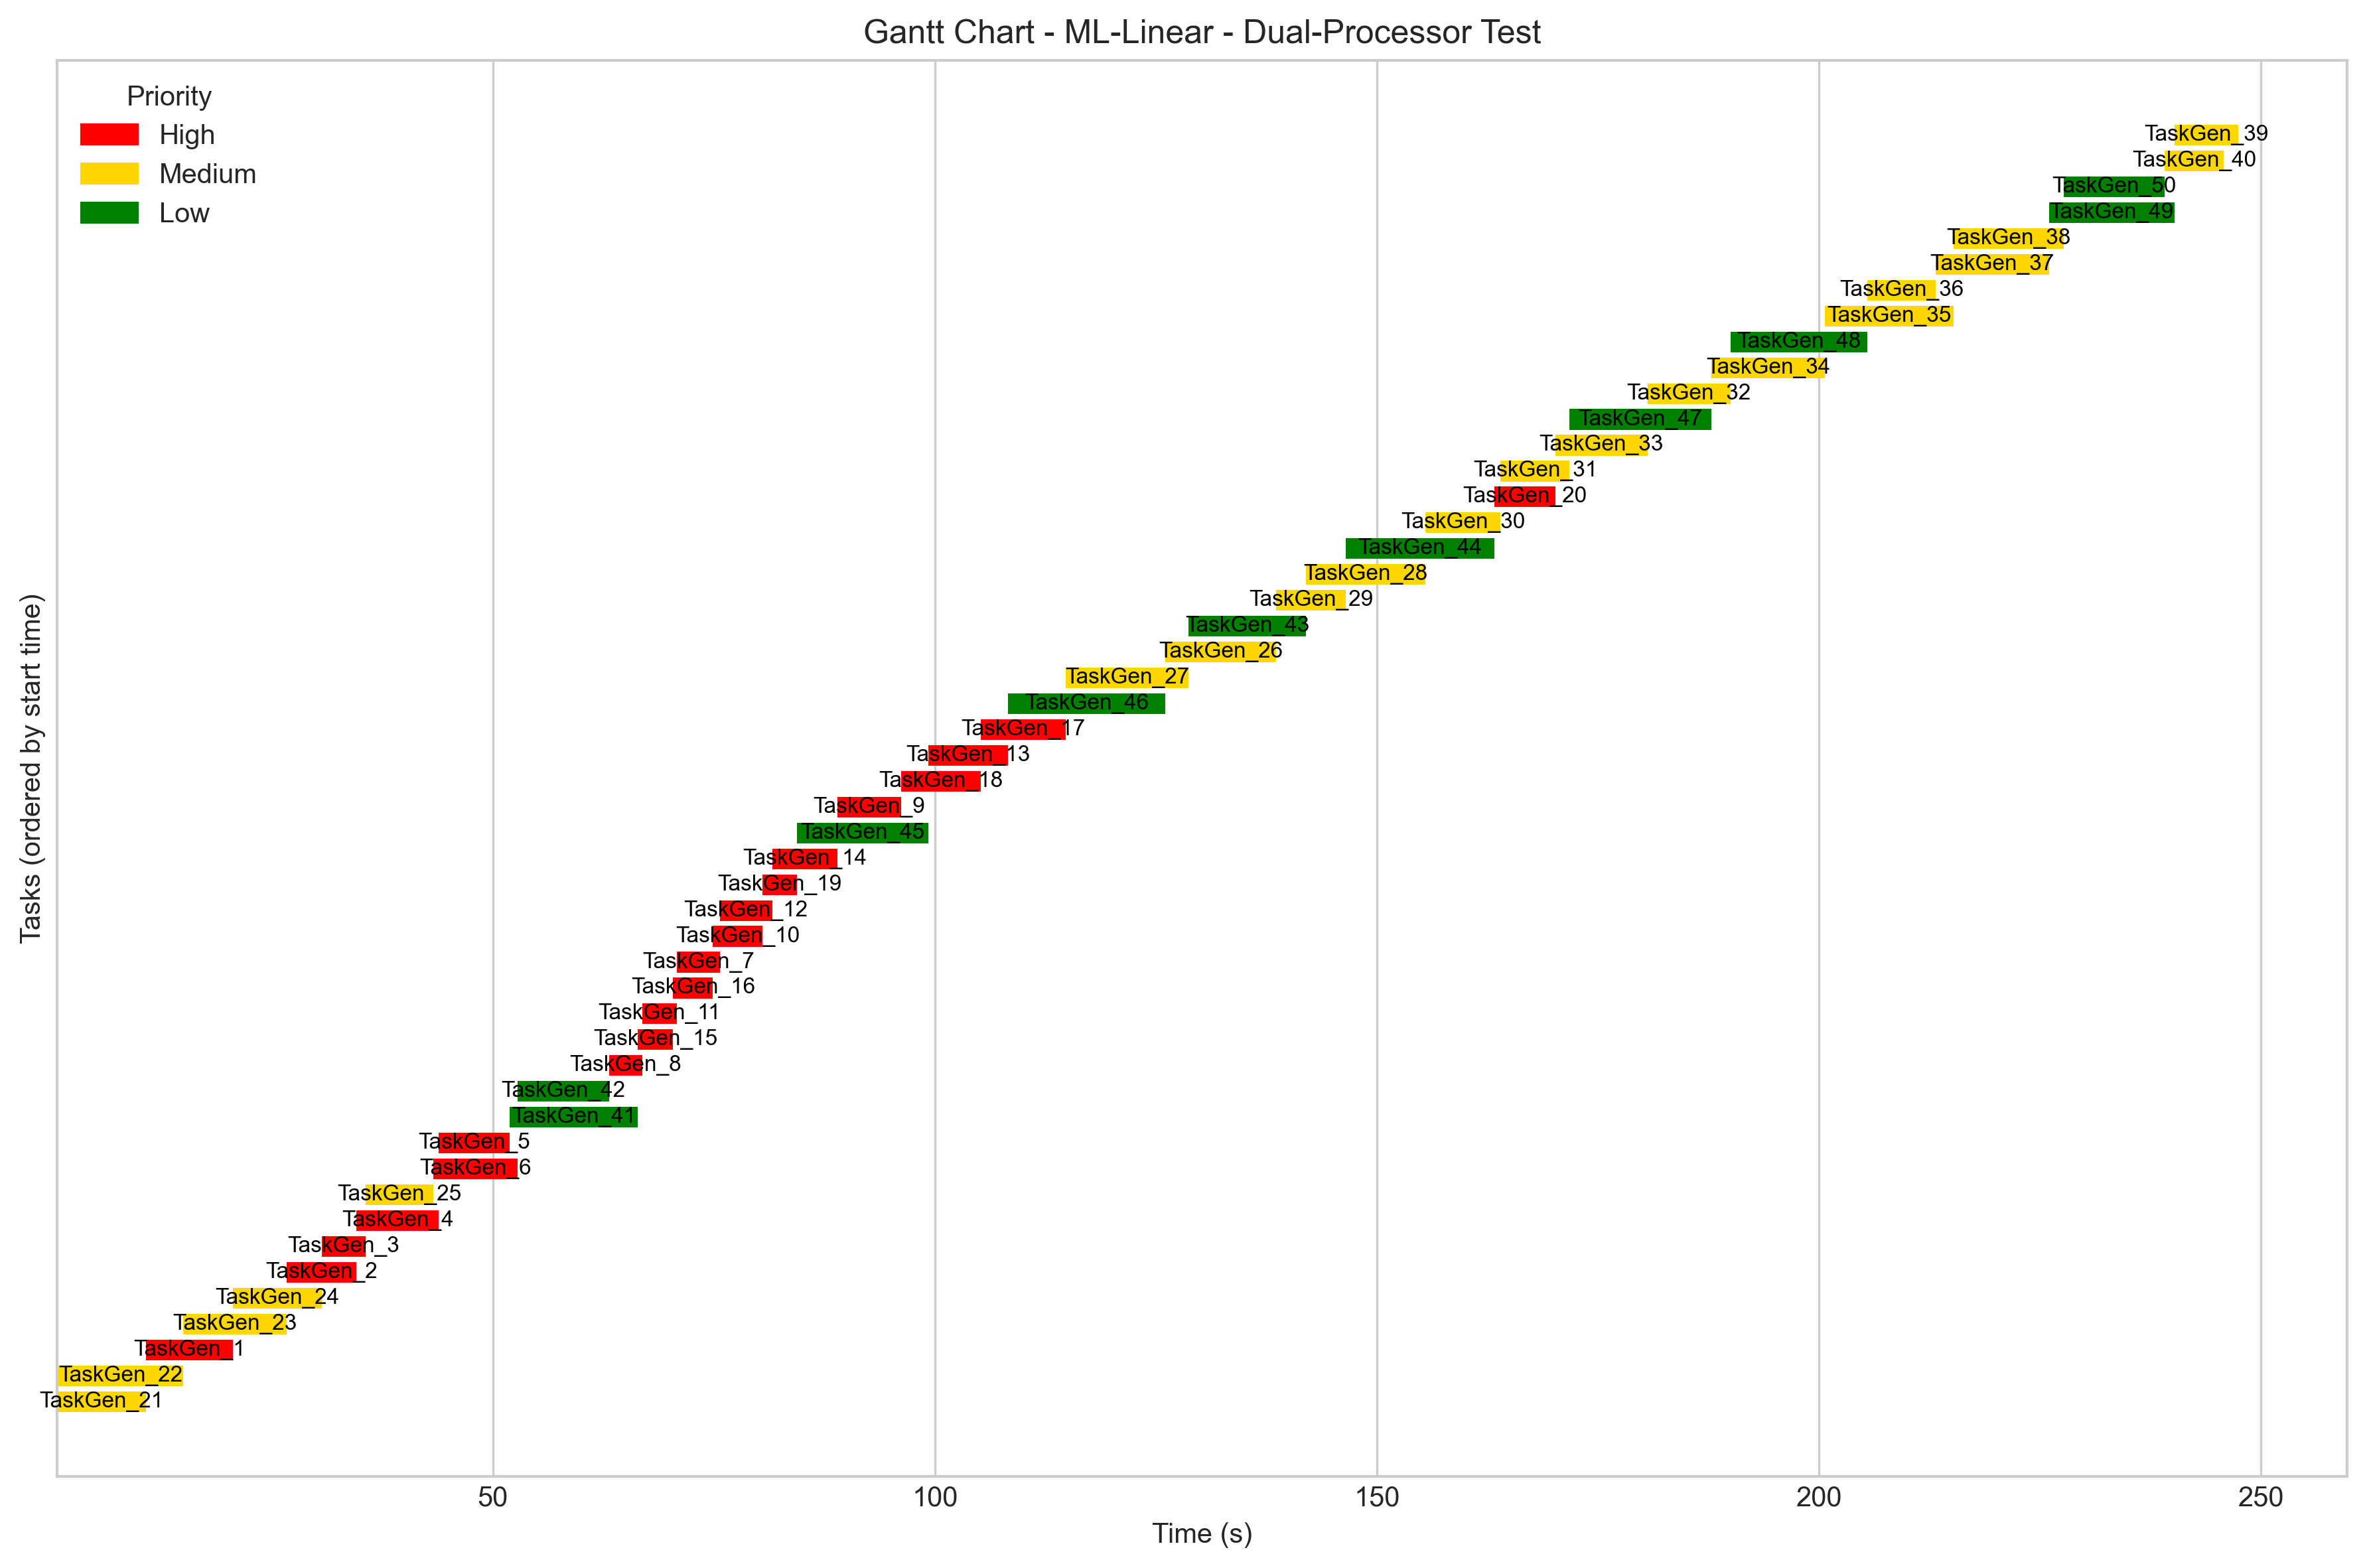 Gantt Chart - ML-Linear - Dual-Processor Test
Priority
High
Medium
Low
TaskGen_39
TaskGen_40
TaskGen_50
TaskGen_49
TaskGen_38
TaskGen_37
TaskGen_36
TaskGen_35
TaskGen_48
TaskGen_34
TaskGen_32
TaskGen_47
TaskGen_33
TaskGen_31
TaskGen_20
TaskGen_30
TaskGen_44
TaskGen_28
TaskGen_29
TaskGen_43
TaskGen_26
TaskGen_27
TaskGen_46
TaskGen_17
TaskGen_13
TaskGen_18
TaskGen_9
TaskGen_45
TaskGen_14
TaskGen_19
TaskGen_12
TaskGen_10
TaskGen_7
TaskGen_16
TaskGen_11
TaskGen_15
TaskGen_8
TaskGen_42
TaskGen_41
TaskGen_5
TaskGen_6
TaskGen_25
TaskGen_4
TaskGen_3
TaskGen_2
TaskGen_24
TaskGen_23
TaskGen_1
TaskGen_22
TaskGen_21
Tasks (ordered by start time)
50 100 150 200 250
Time (s)